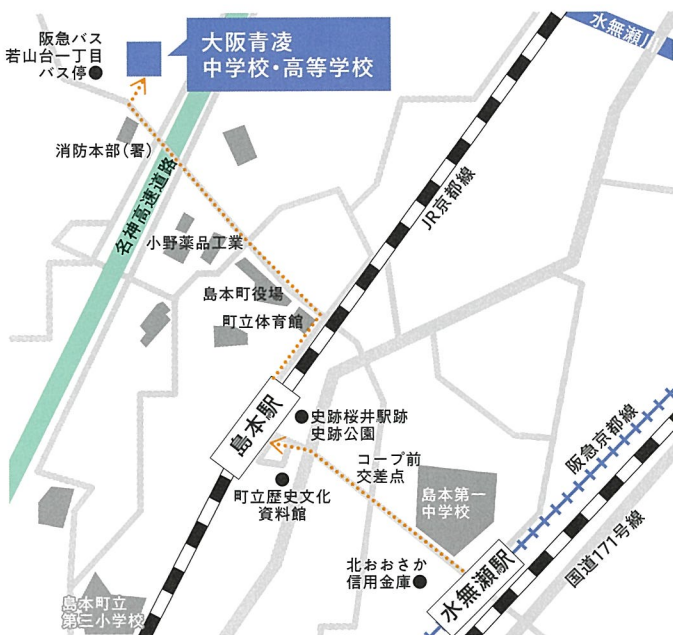 阪急バス
若山台一丁目
バス停
大阪青凌
中学校・高等学校
水無瀬川
消防本部(署)
名神高速道路
JR京都線
小野薬品工業
島本町役場
町立体育館
島本駅
史跡桜井駅跡
史跡公園
コープ前
交差点
阪急京都線
町立歴史文化
資料館
島本第一
中学校
国道171号線
北おおさか
信用金庫
水無瀬駅
島本町立
第三小学校